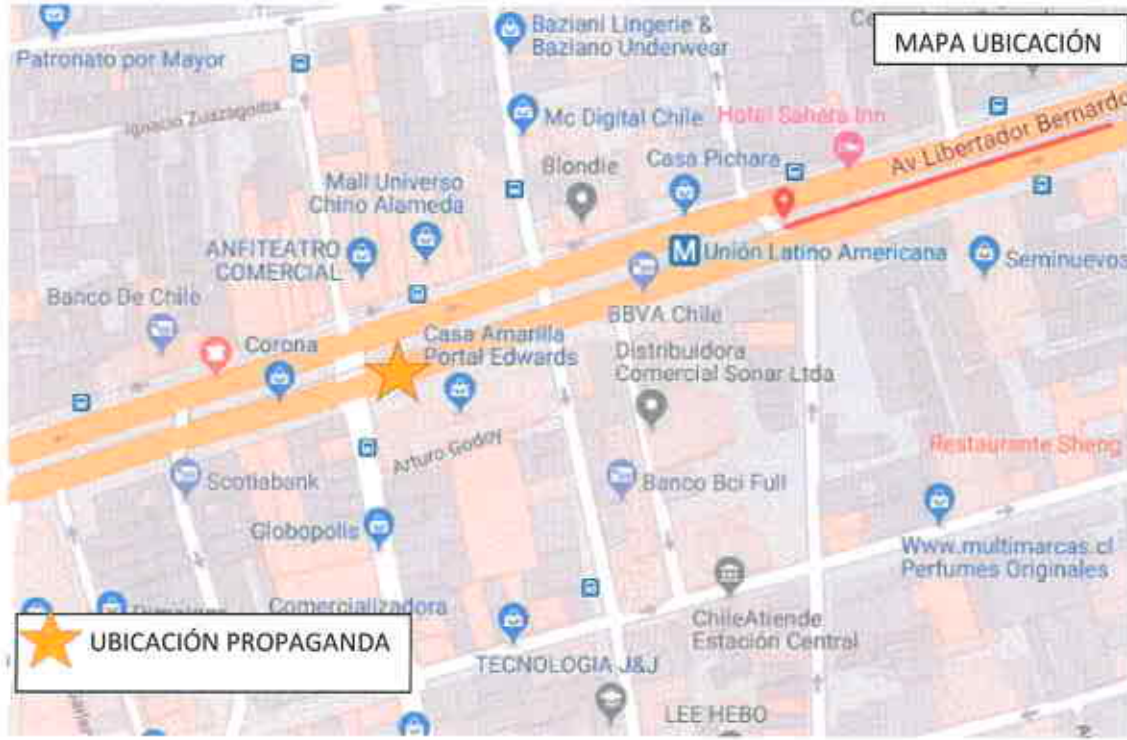 Baziani Lingerie &
Baziano Underwear
MAPA UBICACIÓN
Patronato por Mayor
Ignacio Zuazagoitia
Mc Digital Chile
Hotel Sahara Inn
Av Libertador Bernardo
Blondie
Casa Pichara
Mall Universo
Chino Alameda
ANFITEATRO
COMERCIAL
M Unión Latino Americana
Seminuevos
Banco De Chile
BBVA Chile
Corona
Casa Amarilla
Portal Edwards
Distribuidora
Comercial Sonar Ltda
Arturo Godoy
Restaurante Sheng
Scotiabank
Banco Bci Full
Globopolis
Www.multimarcas.cl
Perfumes Originales
Comercializadora
ChileAtiende
Estación Central
UBICACIÓN PROPAGANDA
TECNOLOGIA J&J
LEE HEBO